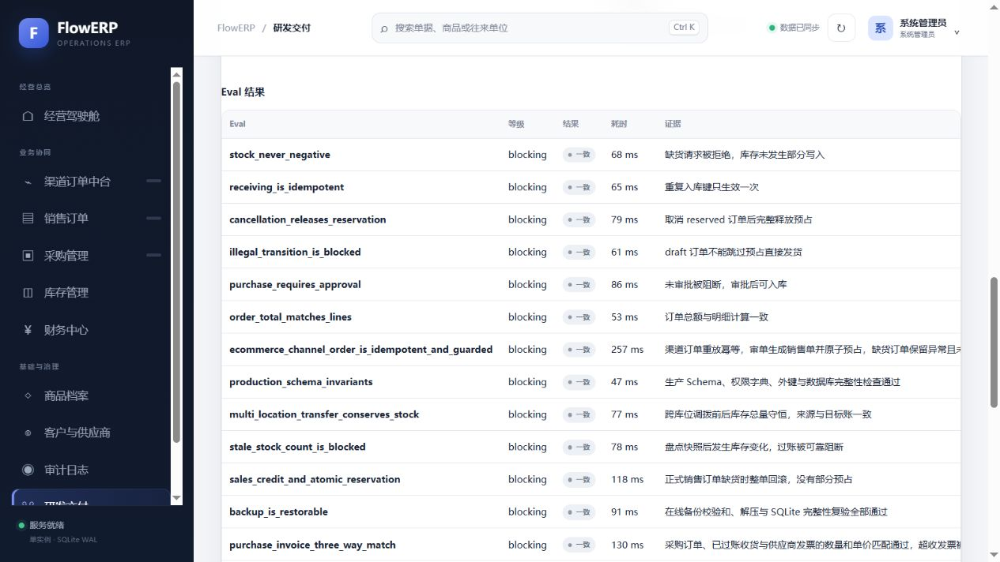 F FlowERP
OPERATIONS ERP
经营总览
经营驾驶舱
业务协同
渠道订单中台
销售订单
采购管理
库存管理
¥ 财务中心
基础与治理
商品档案
客户与供应商
审计日志
研发交付
服务就绪
单实例 · SQLite WAL
FlowERP / 研发交付
搜索单据、商品或往来单位 Ctrl K
数据已同步
系 系统管理员
系统管理员
Eval 结果
Eval 等级 结果 耗时 证据
stock_never_negative blocking 一致 68 ms 缺货请求被拒绝，库存未发生部分写入
receiving_is_idempotent blocking 一致 65 ms 重复入库键只生效一次
cancellation_releases_reservation blocking 一致 79 ms 取消 reserved 订单后完整释放预占
illegal_transition_is_blocked blocking 一致 61 ms draft 订单不能跳过预占直接发货
purchase_requires_approval blocking 一致 86 ms 未审批被阻断，审批后可入库
order_total_matches_lines blocking 一致 53 ms 订单总额与明细计算一致
ecommerce_channel_order_is_idempotent_and_guarded blocking 一致 257 ms 渠道订单重放幂等，审单生成销售单并原子预占，缺货订单保留异常且
production_schema_invariants blocking 一致 47 ms 生产 Schema、权限字典、外键与数据库完整性检查通过
multi_location_transfer_conserves_stock blocking 一致 77 ms 跨库位调拨前后库存总量守恒，来源与目标账一致
stale_stock_count_is_blocked blocking 一致 78 ms 盘点快照后发生库存变化，过账被可靠阻断
sales_credit_and_atomic_reservation blocking 一致 118 ms 正式销售订单缺货时整单回滚，没有部分预占
backup_is_restorable blocking 一致 91 ms 在线备份校验和、解压与 SQLite 完整性复验全部通过
purchase_invoice_three_way_match blocking 一致 130 ms 采购订单、已过账收货与供应商发票的数量和单价匹配通过，超收发票